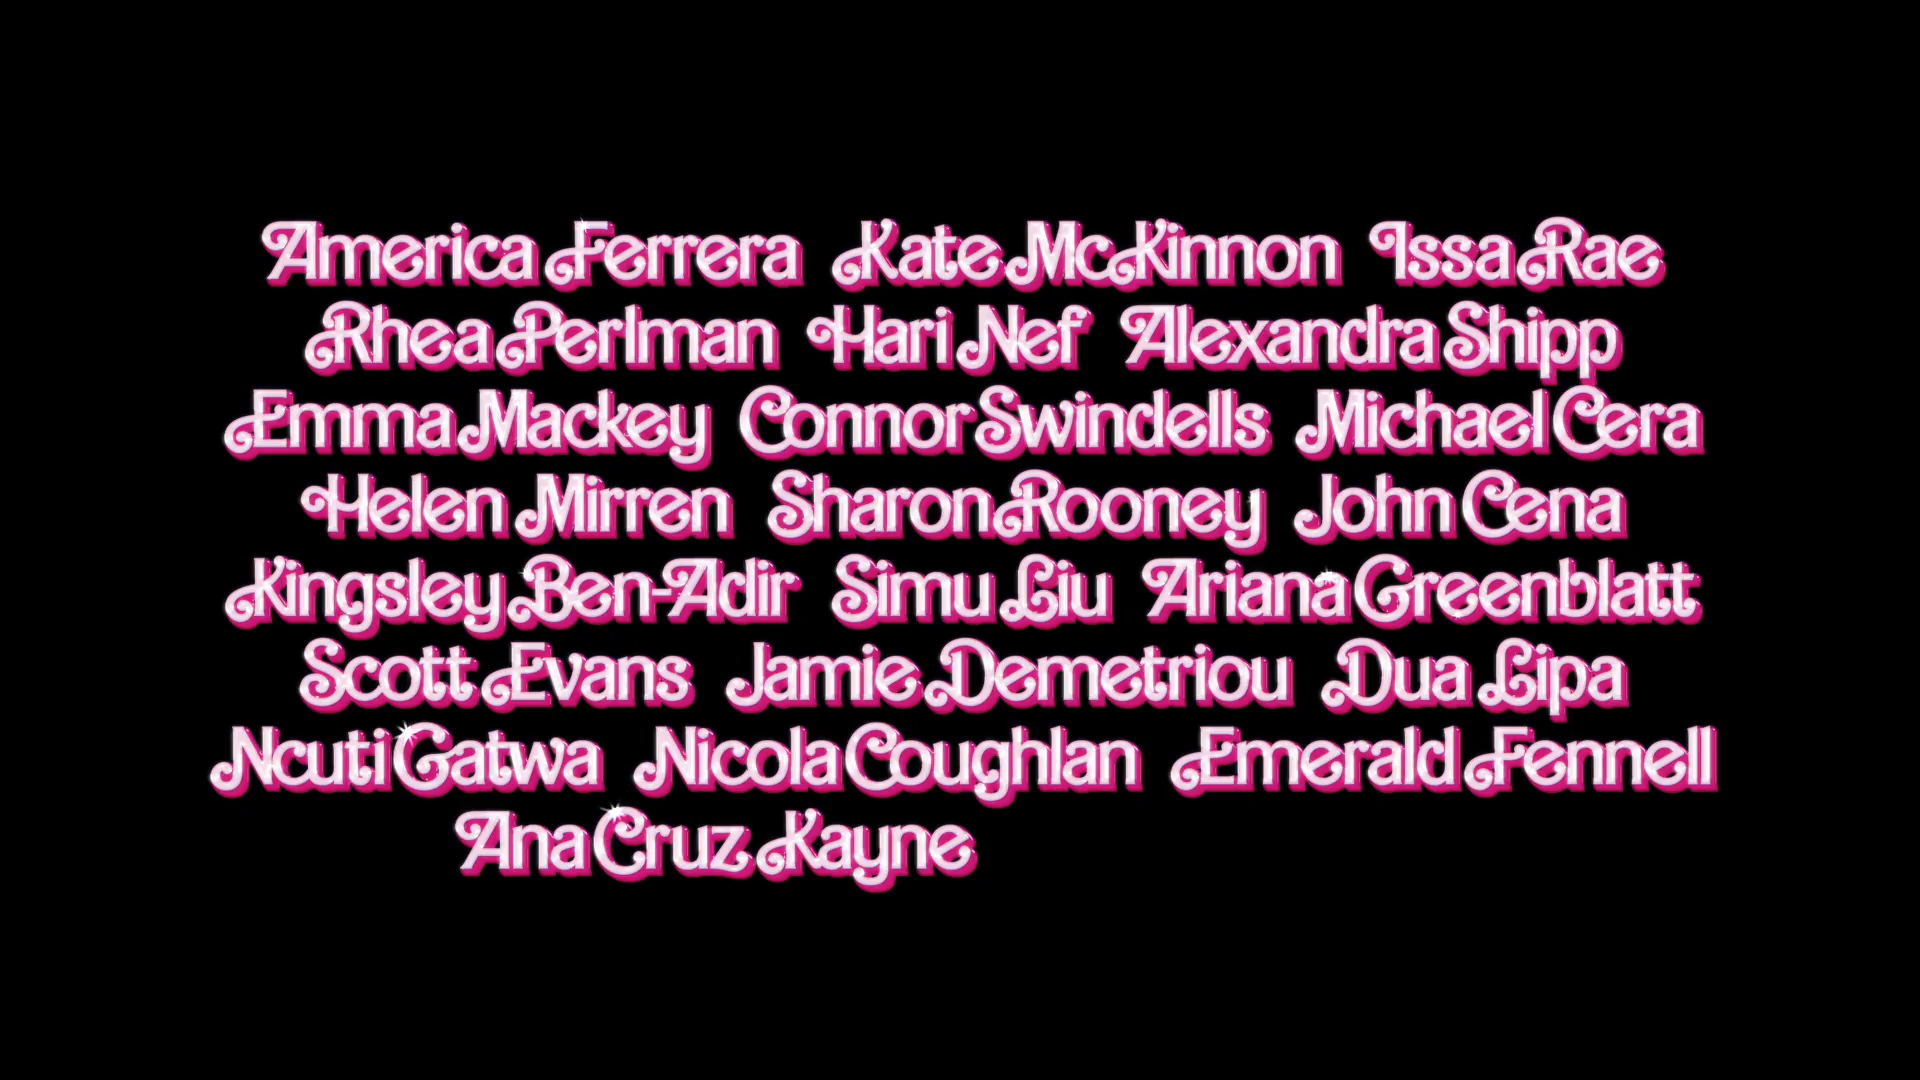 America Ferrera Kate McKinnon Issa Rae
Rhea Perlman Hari Nef Alexandra Shipp
Emma Mackey Connor Swindells Michael Cera
Helen Mirren Sharon Rooney John Cena
Kingsley Ben-Adir Simu Liu Ariana Greenblatt
Scott Evans Jamie Demetriou Dua Lipa
Ncuti Gatwa Nicola Coughlan Emerald Fennell
Ana Cruz Kayne